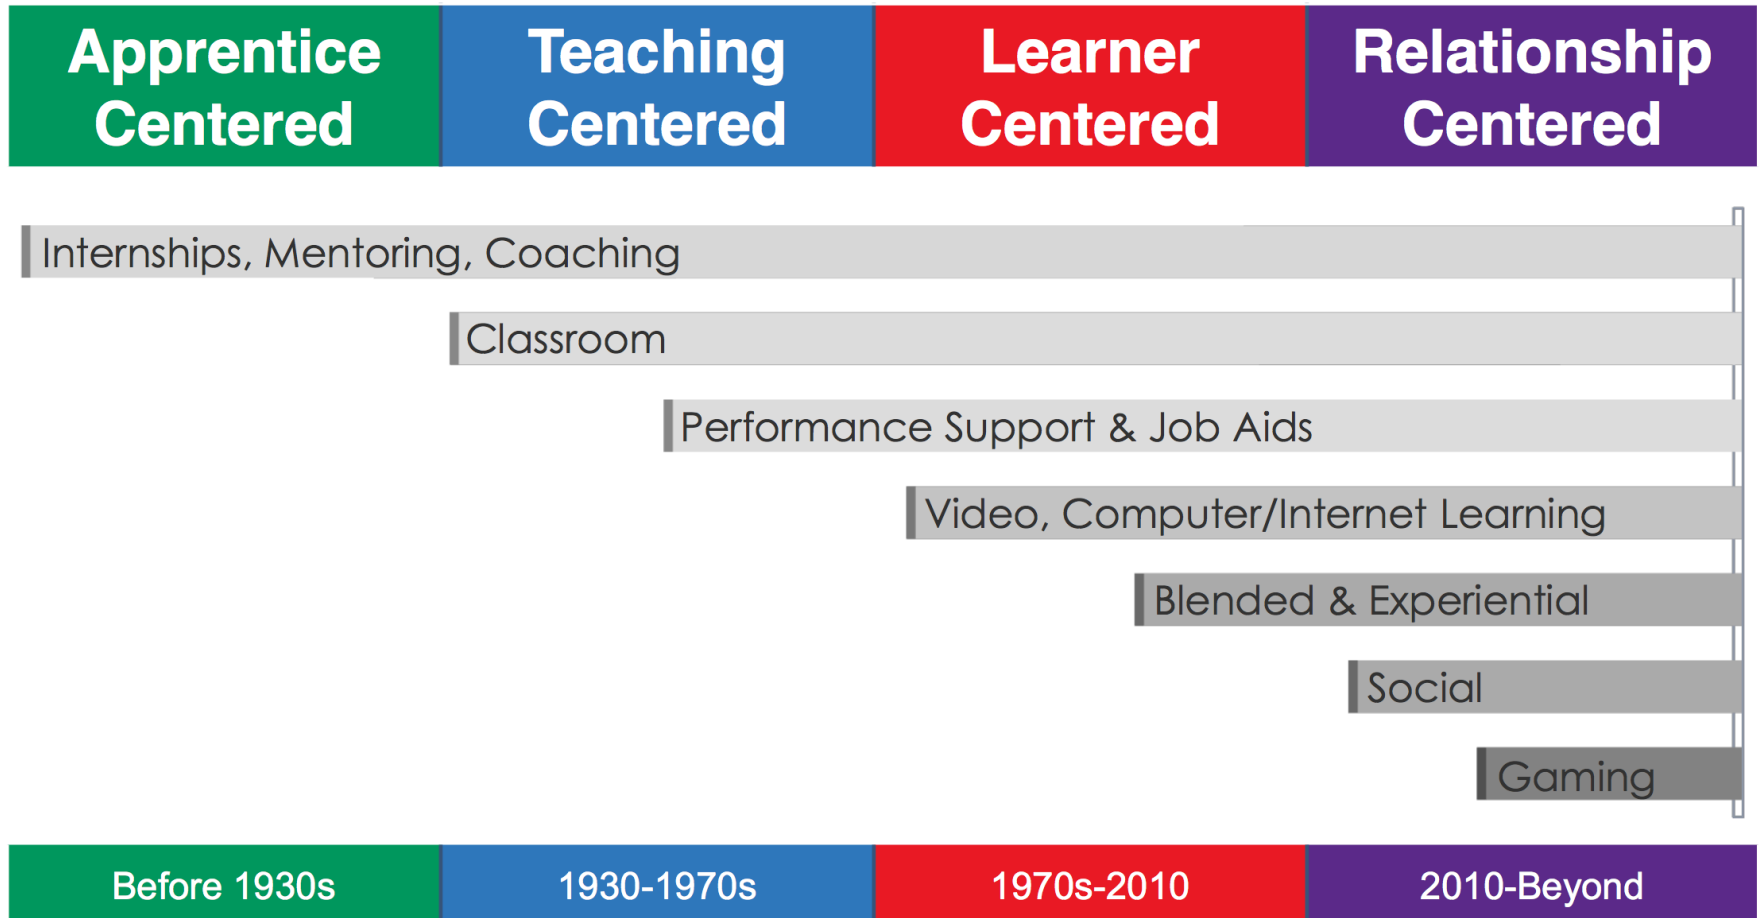 Apprentice
Centered
Teaching
Centered
Learner
Centered
Relationship
Centered
Internships, Mentoring, Coaching
Classroom
Performance Support & Job Aids
Video, Computer/Internet Learning
Blended & Experiential
Social
Gaming
Before 1930s
1930-1970s
1970s-2010
2010-Beyond